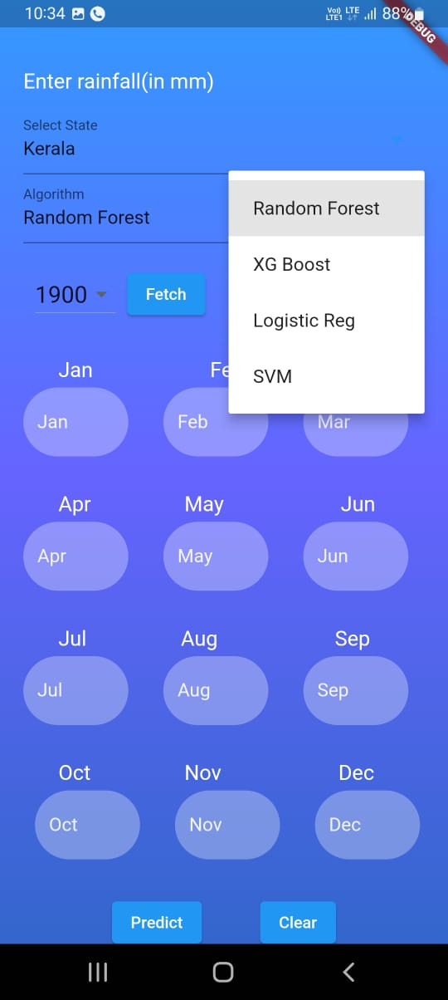 10:34 Vo)) LTE LTE1 88%
DEBUG
Enter rainfall(in mm)
Select State
Kerala
Algorithm
Random Forest
Random Forest
XG Boost
Logistic Reg
SVM
1900 Fetch
Jan Fe
Jan Feb Mar
Apr May Jun
Apr May Jun
Jul Aug Sep
Jul Aug Sep
Oct Nov Dec
Oct Nov Dec
Predict Clear